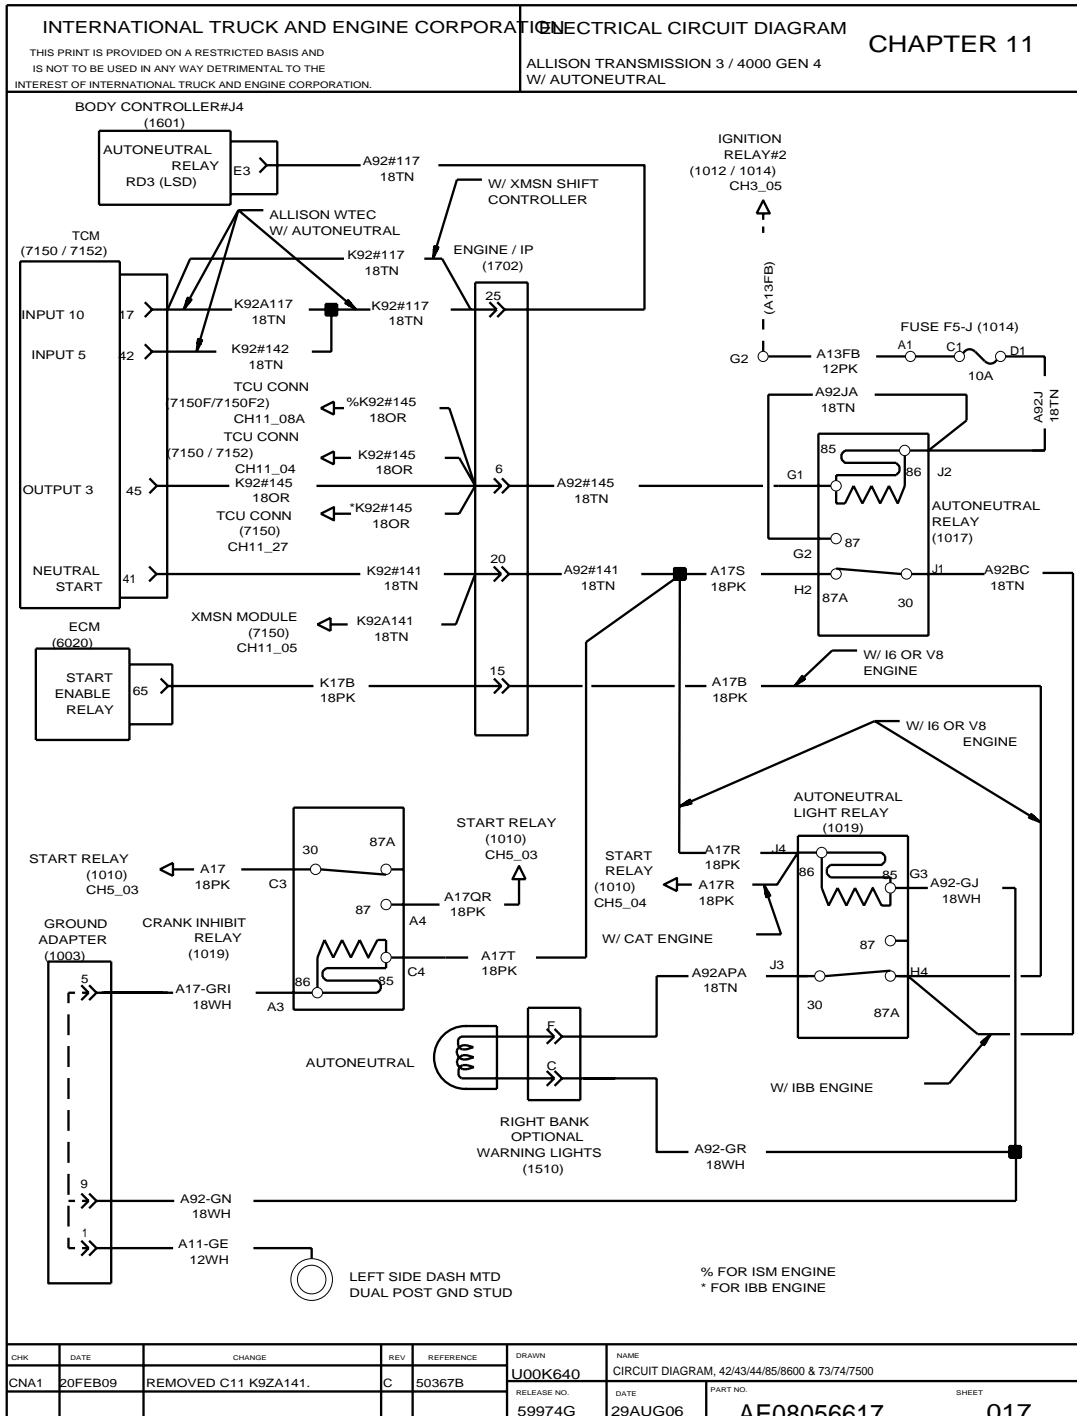 INTERNATIONAL TRUCK AND ENGINE CORPORATION
THIS PRINT IS PROVIDED ON A RESTRICTED BASIS AND
IS NOT TO BE USED IN ANY WAY DETRIMENTAL TO THE
INTEREST OF INTERNATIONAL TRUCK AND ENGINE CORPORATION.
ELECTRICAL CIRCUIT DIAGRAM
ALLISON TRANSMISSION 3 / 4000 GEN 4
W/ AUTONEUTRAL
CHAPTER 11
BODY CONTROLLER#J4
(1601)
AUTONEUTRAL
RELAY
RD3 (LSD)
E3
A92#117
18TN
W/ XMSN SHIFT
CONTROLLER
IGNITION
RELAY#2
(1012 / 1014)
CH3_05
(A13FB)
ALLISON WTEC
W/ AUTONEUTRAL
TCM
(7150 / 7152)
K92#117
18TN
ENGINE / IP
(1702)
INPUT 10
17
K92A117
18TN
K92#117
18TN
25
INPUT 5
42
K92#142
18TN
G2
A13FB
12PK
FUSE F5-J (1014)
A1
C1
D1
10A
A92J
18TN
TCU CONN
(7150F/7150F2)
CH11_08A
%K92#145
18OR
A92JA
18TN
TCU CONN
(7150 / 7152)
CH11_04
K92#145
18OR
OUTPUT 3
45
K92#145
18OR
6
A92#145
18TN
G1
85
86
J2
AUTONEUTRAL
RELAY
(1017)
TCU CONN
(7150)
CH11_27
*K92#145
18OR
G2
87
NEUTRAL
START
41
K92#141
18TN
20
A92#141
18TN
A17S
18PK
H2
87A
30
J1
A92BC
18TN
XMSN MODULE
(7150)
CH11_05
K92A141
18TN
ECM
(6020)
START
ENABLE
RELAY
65
K17B
18PK
15
A17B
18PK
W/ I6 OR V8
ENGINE
W/ I6 OR V8
ENGINE
AUTONEUTRAL
LIGHT RELAY
(1019)
START RELAY
(1010)
CH5_03
A17
18PK
C3
30
87A
START RELAY
(1010)
CH5_03
START
RELAY
(1010)
CH5_04
A17R
18PK
A17R
18PK
J4
86
85
G3
A92-GJ
18WH
87
A4
A17QR
18PK
GROUND
ADAPTER
(1003)
CRANK INHIBIT
RELAY
(1019)
W/ CAT ENGINE
87
5
A17-GRI
18WH
A3
86
85
C4
A17T
18PK
A92APA
18TN
J3
30
87A
H4
AUTONEUTRAL
F
C
W/ IBB ENGINE
RIGHT BANK
OPTIONAL
WARNING LIGHTS
(1510)
A92-GR
18WH
9
A92-GN
18WH
1
A11-GE
12WH
LEFT SIDE DASH MTD
DUAL POST GND STUD
% FOR ISM ENGINE
* FOR IBB ENGINE
CHK DATE CHANGE REV REFERENCE
CNA1 20FEB09 REMOVED C11 K9ZA141. C 50367B
DRAWN
U00K640
NAME
CIRCUIT DIAGRAM, 42/43/44/85/8600 & 73/74/7500
RELEASE NO.
59974G
DATE
29AUG06
PART NO.
AE08056617
SHEET
017